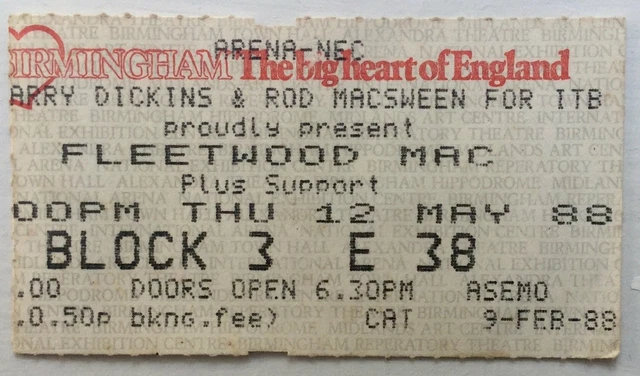 ARENA-NEC
BIRMINGHAM The big heart of England
ARRY DICKINS & ROD MACSWEEN FOR ITB
proudly present
FLEETWOOD MAC
Plus Support
00PM THU 12 MAY 88
BLOCK 3 E 38
.00 DOORS OPEN 6.30PM ASEMO
.0.50p bkng.fee) CAT 9-FEB-88